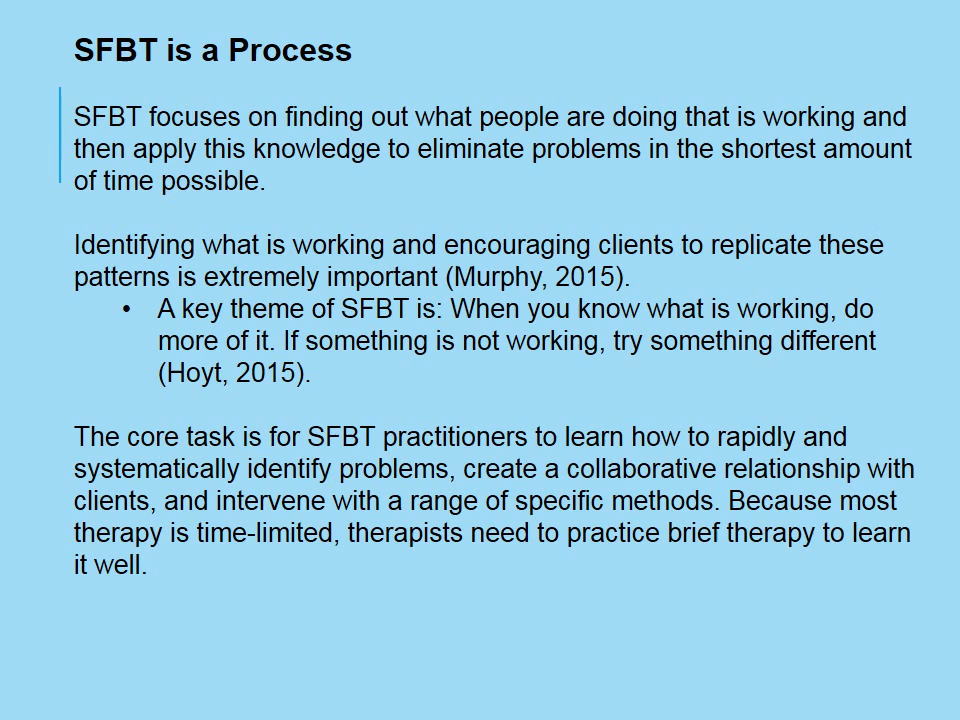 SFBT is a Process
SFBT focuses on finding out what people are doing that is working and
then apply this knowledge to eliminate problems in the shortest amount
of time possible.
Identifying what is working and encouraging clients to replicate these
patterns is extremely important (Murphy, 2015).
• A key theme of SFBT is: When you know what is working, do
more of it. If something is not working, try something different
(Hoyt, 2015).
The core task is for SFBT practitioners to learn how to rapidly and
systematically identify problems, create a collaborative relationship with
clients, and intervene with a range of specific methods. Because most
therapy is time-limited, therapists need to practice brief therapy to learn
it well.